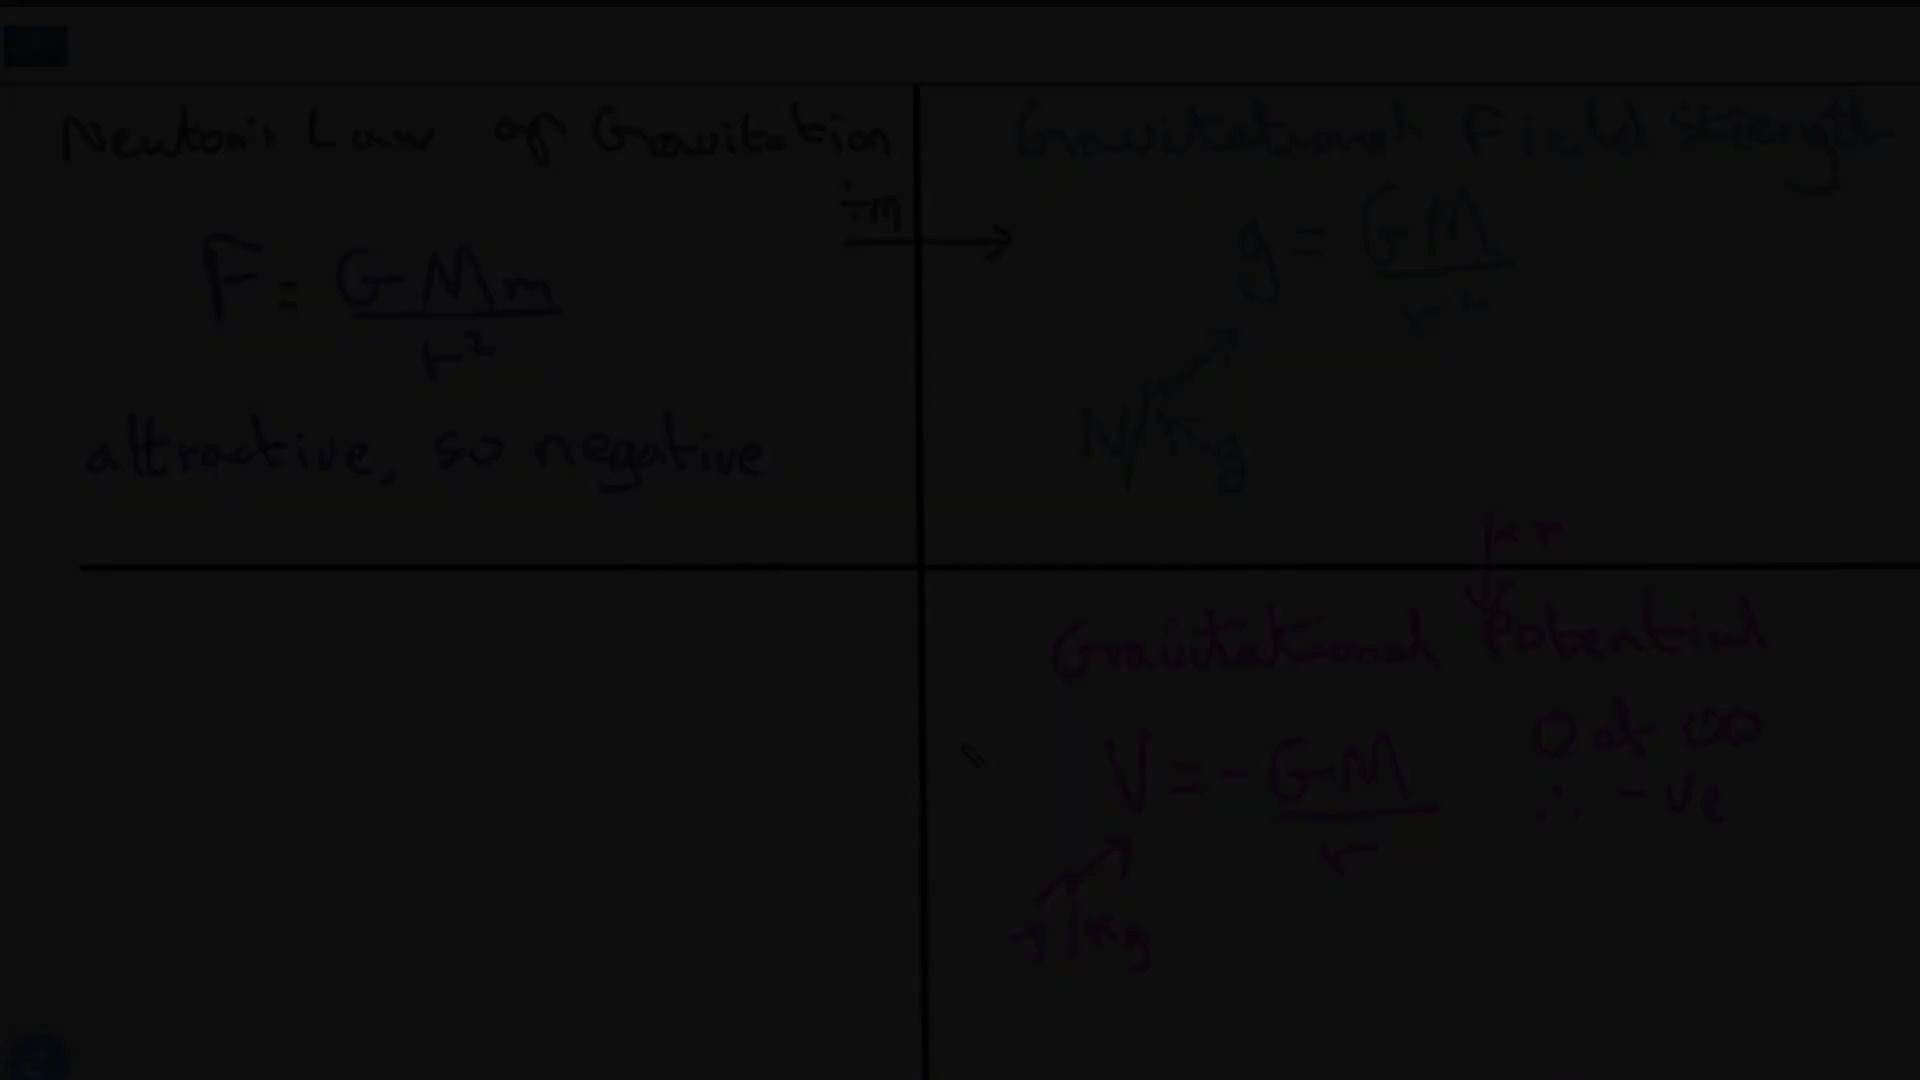 Newton's Law of Gravitation
÷m
F = GMm
r²
attractive, so negative
Gravitational Field Strength
g = GM
r²
N/kg
per
Gravitational Potential
V = - GM
r
0 at ∞
∴ -ve
J/kg